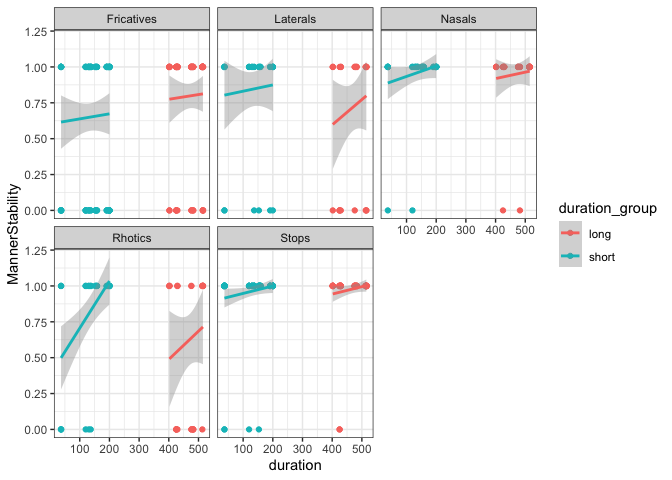 Fricatives Laterals Nasals
1.25
1.00
0.75
0.50
0.25
0.00
100 200 300 400 500
Rhotics Stops
1.25
1.00
0.75
0.50
0.25
0.00
100 200 300 400 500 100 200 300 400 500
duration
MannerStability
duration_group
long
short